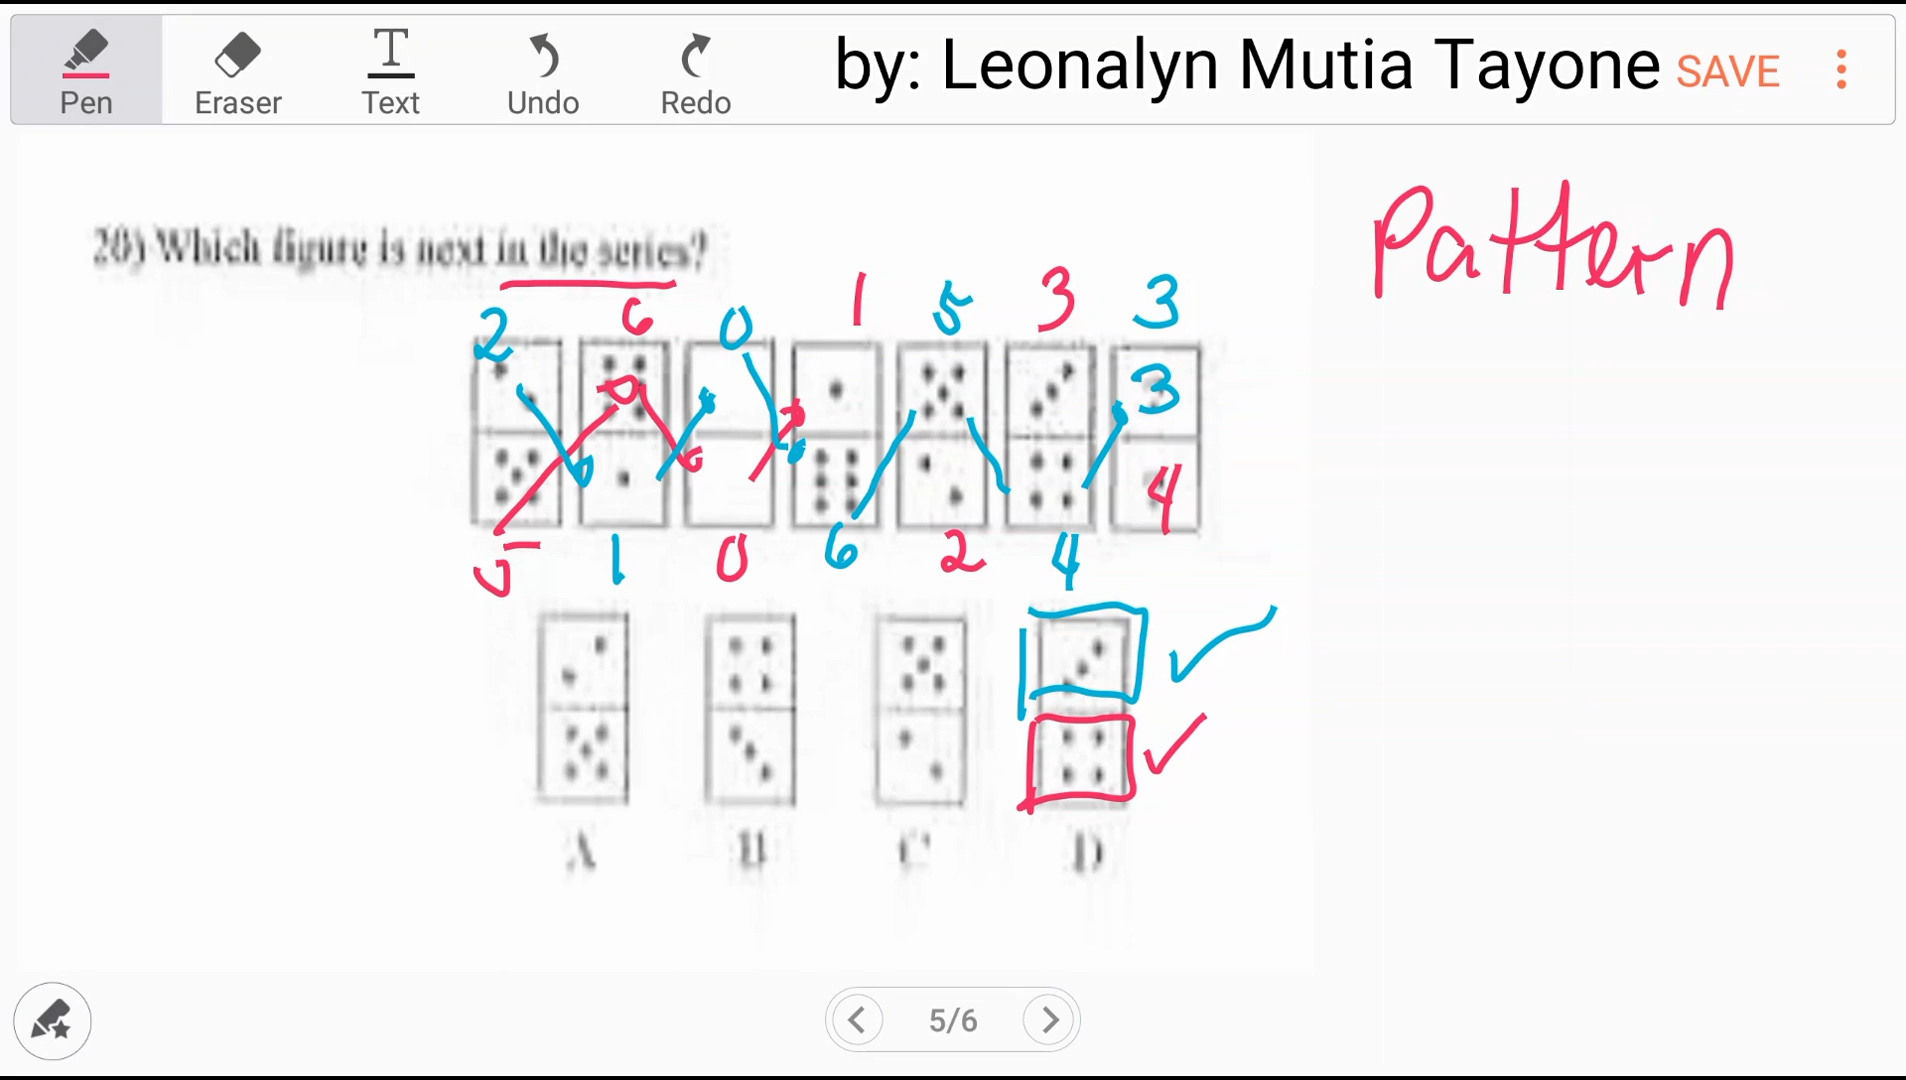 by: Leonalyn Mutia Tayone SAVE
Pen Eraser Text Undo Redo
Pattern
20) Which figure is next in the series?
2 6 0 1 5 3 3
3
4
5 1 0 6 2 4
A B C D
5/6